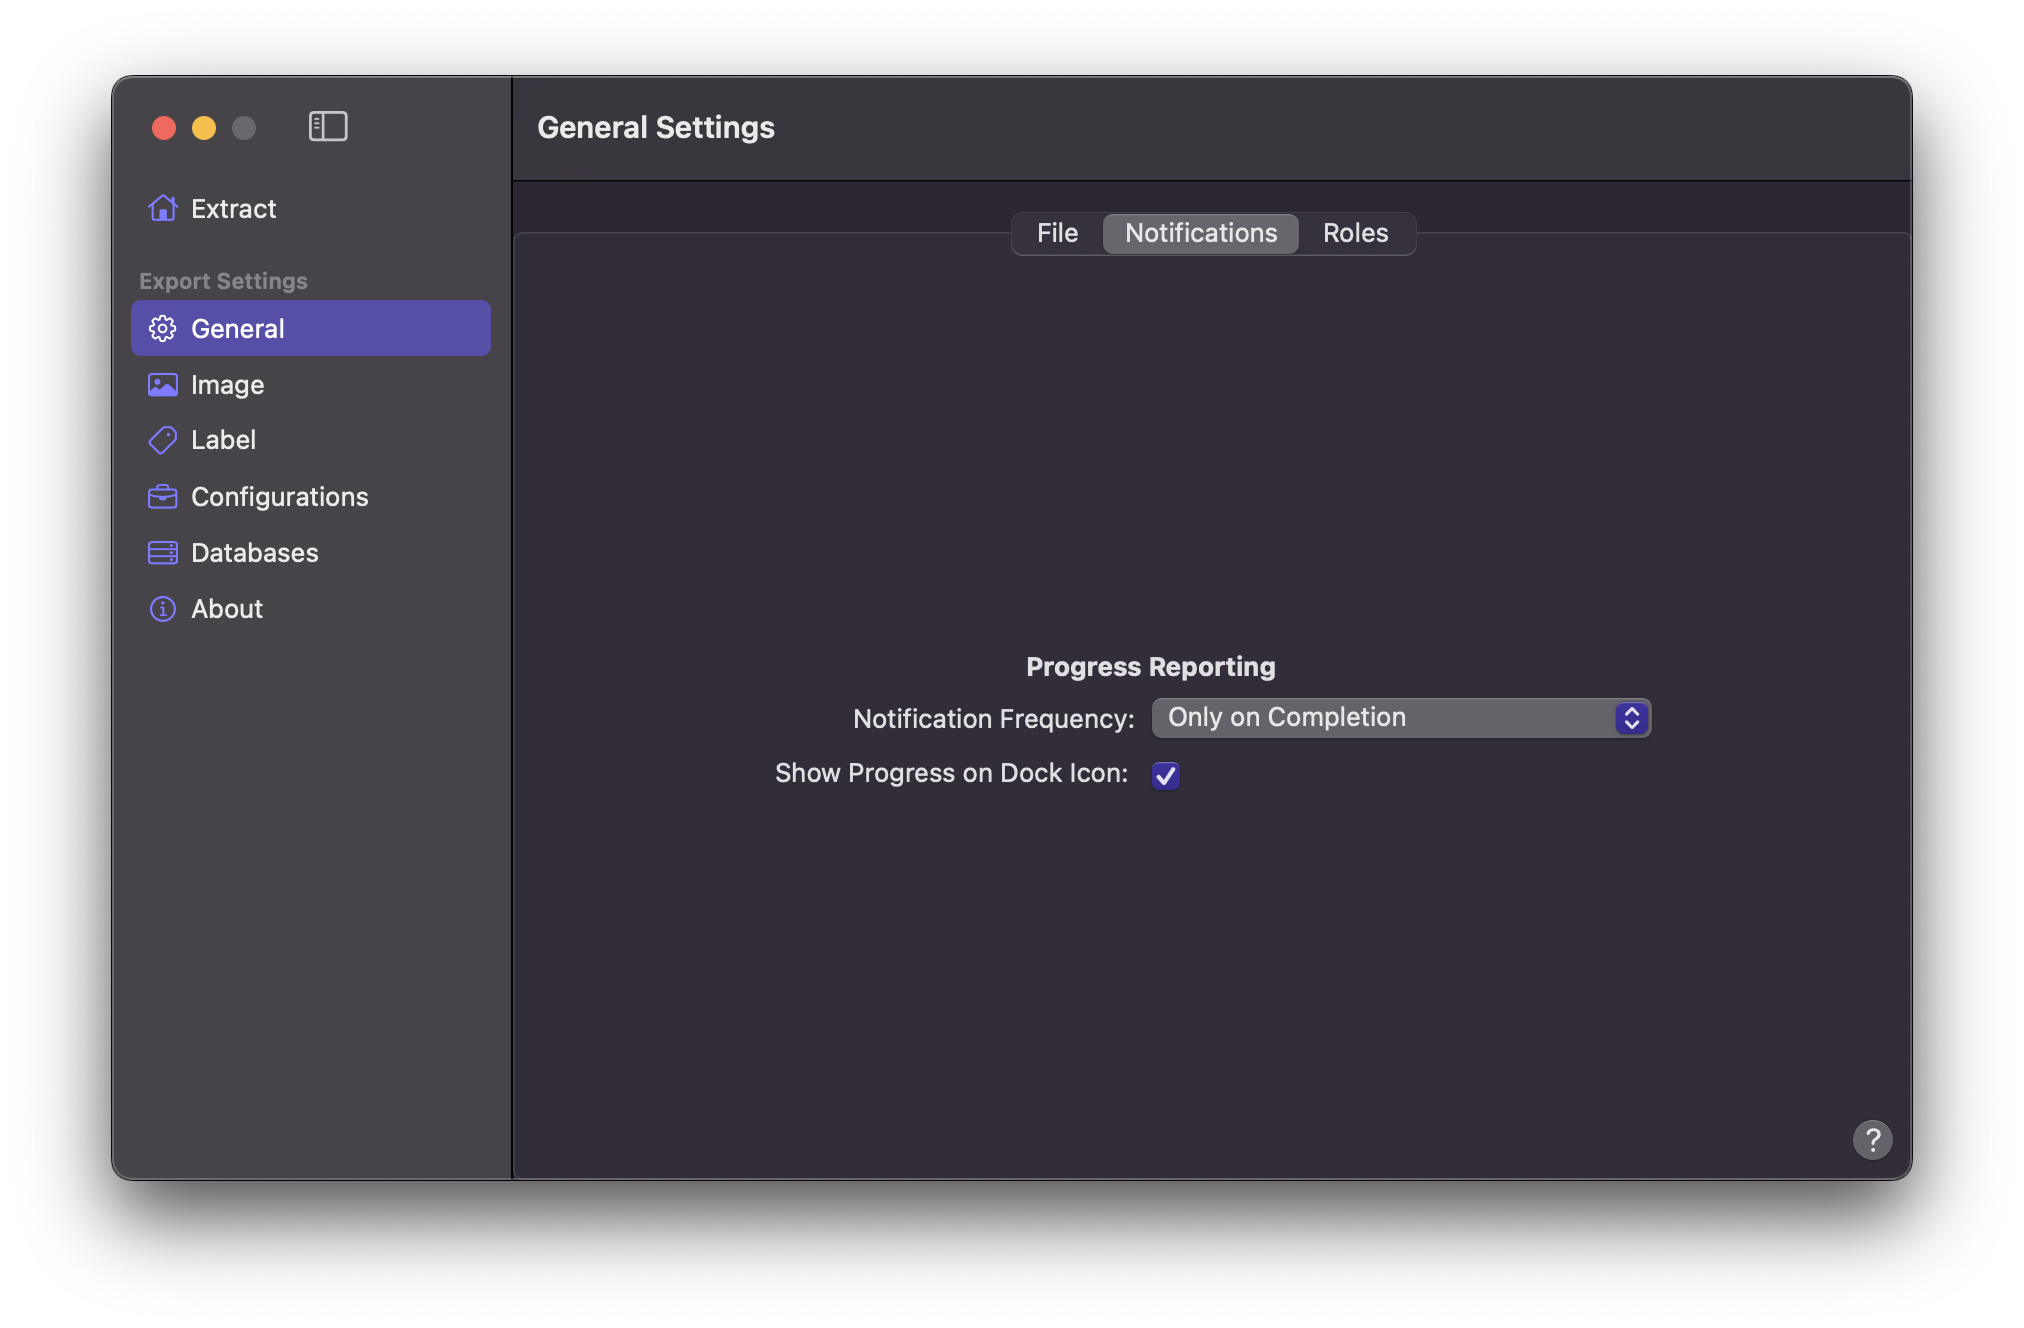 General Settings
Extract
Export Settings
General
Image
Label
Configurations
Databases
About
File
Notifications
Roles
Progress Reporting
Notification Frequency: Only on Completion
Show Progress on Dock Icon:
?